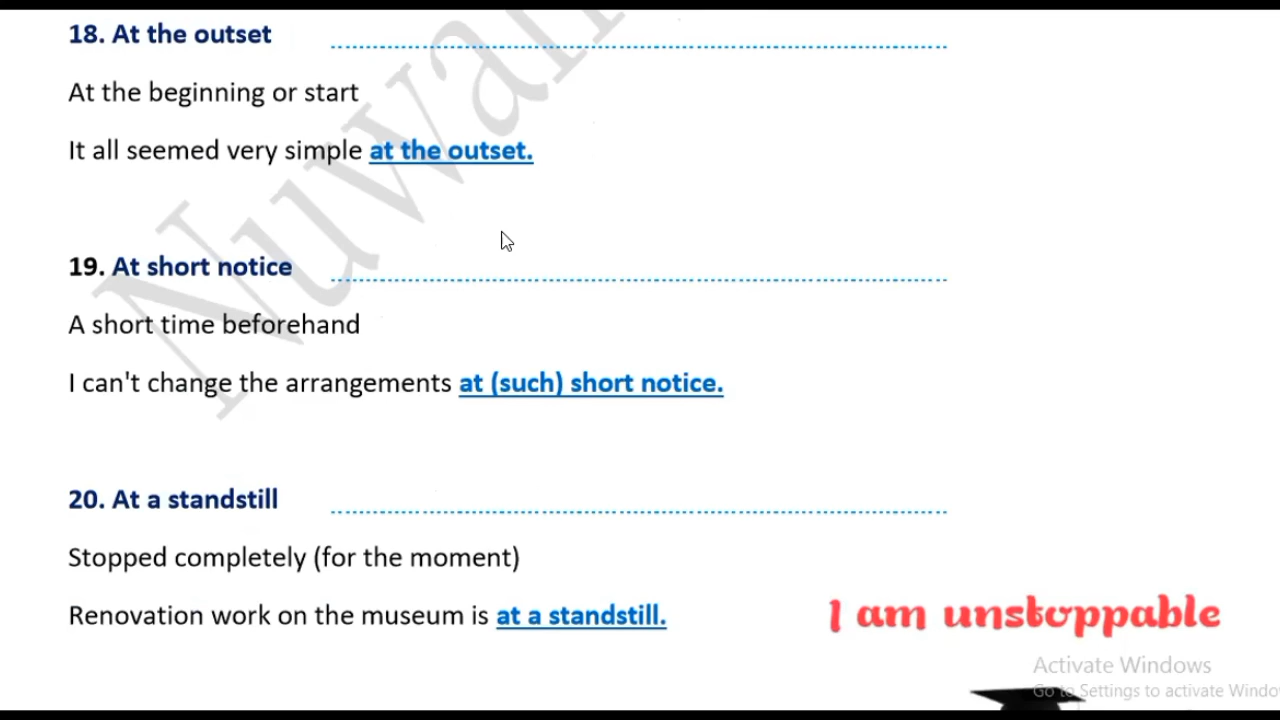 18. At the outset
At the beginning or start
It all seemed very simple at the outset.
19. At short notice
A short time beforehand
I can't change the arrangements at (such) short notice.
20. At a standstill
Stopped completely (for the moment)
Renovation work on the museum is at a standstill.
I am unstoppable
Activate Windows
Go to Settings to activate Windo
Nuwan